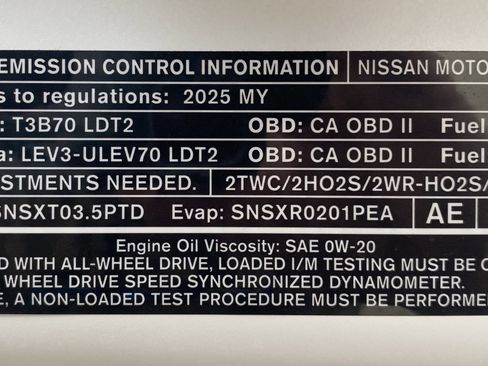 EMISSION CONTROL INFORMATION NISSAN MOTO
s to regulations: 2025 MY
: T3B70 LDT2 OBD: CA OBD II Fuel
a: LEV3-ULEV70 LDT2 OBD: CA OBD II Fuel
STMENTS NEEDED. 2TWC/2HO2S/2WR-HO2S/
SNSXT03.5PTD Evap: SNSXR0201PEA AE
Engine Oil Viscosity: SAE 0W-20
D WITH ALL-WHEEL DRIVE, LOADED I/M TESTING MUST BE C
WHEEL DRIVE SPEED SYNCHRONIZED DYNAMOMETER.
E, A NON-LOADED TEST PROCEDURE MUST BE PERFORME